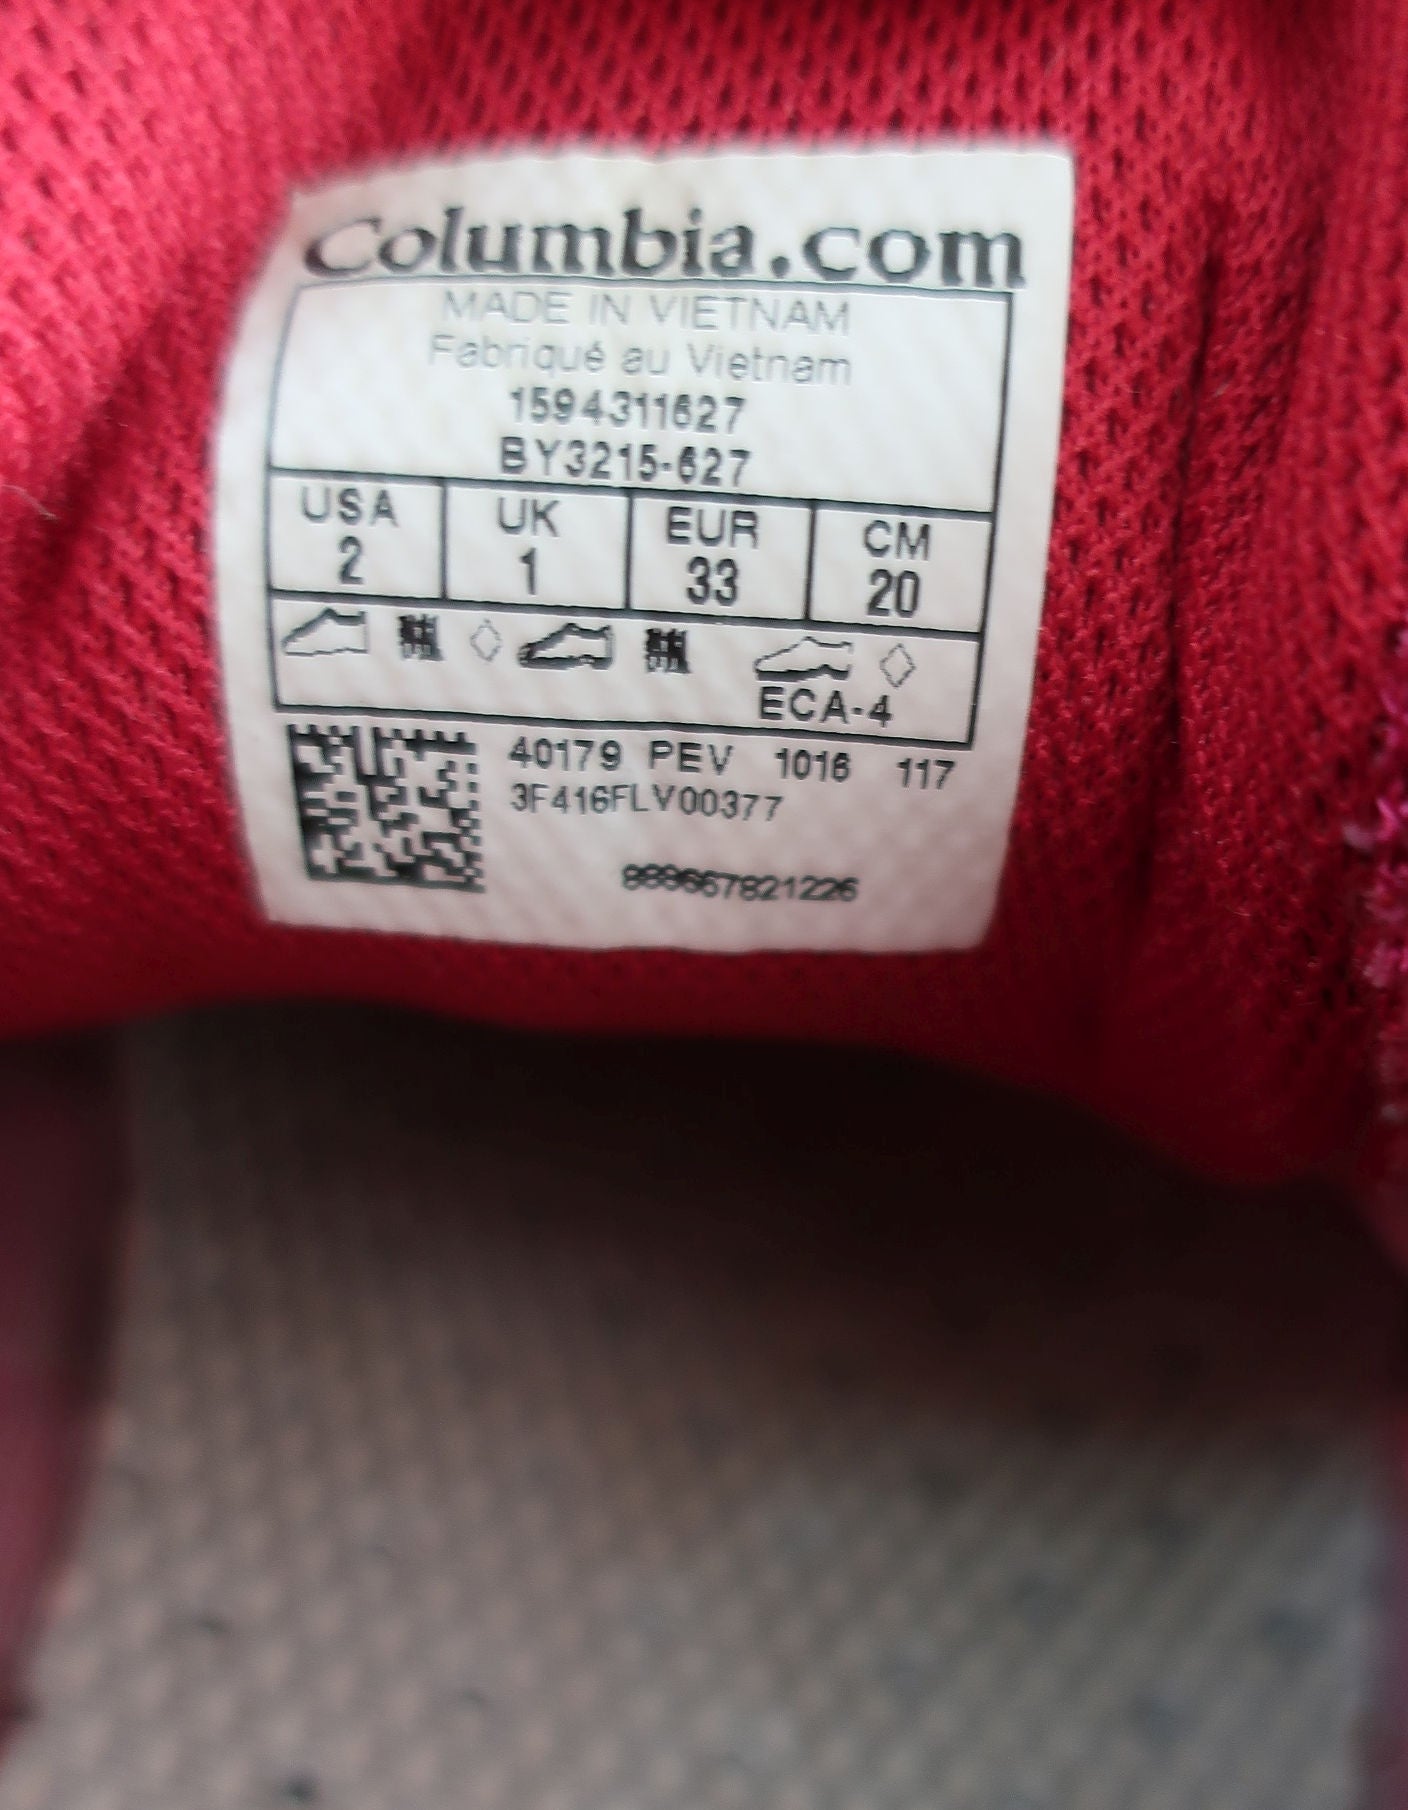 Columbia.com
MADE IN VIETNAM
Fabriqué au Vietnam
1594311627
BY3215-627
USA UK EUR CM
2 1 33 20
ECA-4
40179 PEV 1016 117
3F416FLV00377
888667821226